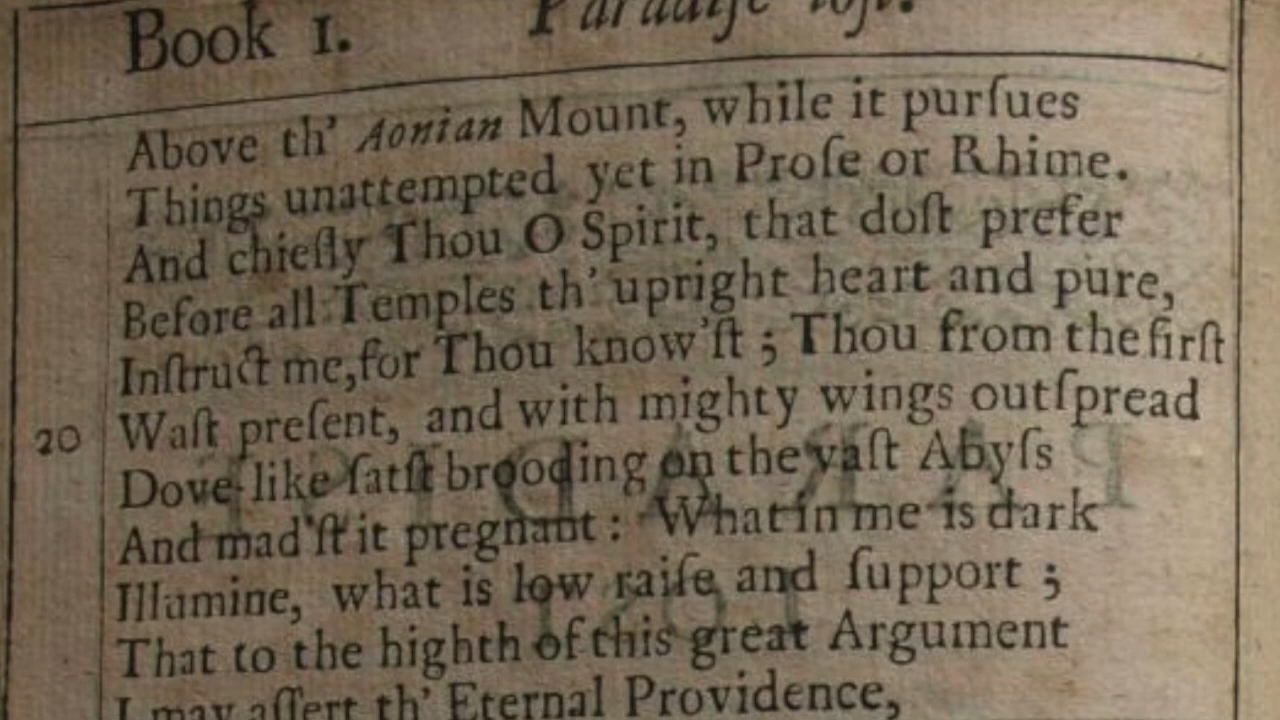 Book 1. Paradiſe loſt.
Above th' Aonian Mount, while it purſues
Things unattempted yet in Proſe or Rhime.
And chiefly Thou O Spirit, that doſt prefer
Before all Temples th' upright heart and pure,
Inſtruct me, for Thou know'ſt ; Thou from the firſt
20 Waſt preſent, and with mighty wings outſpread
Dove-like ſatſt brooding on the vaſt Abyſs
And mad'ſt it pregnant : What in me is dark
Illumine, what is low raiſe and ſupport ;
That to the highth of this great Argument
I may aſſert th' Eternal Providence,